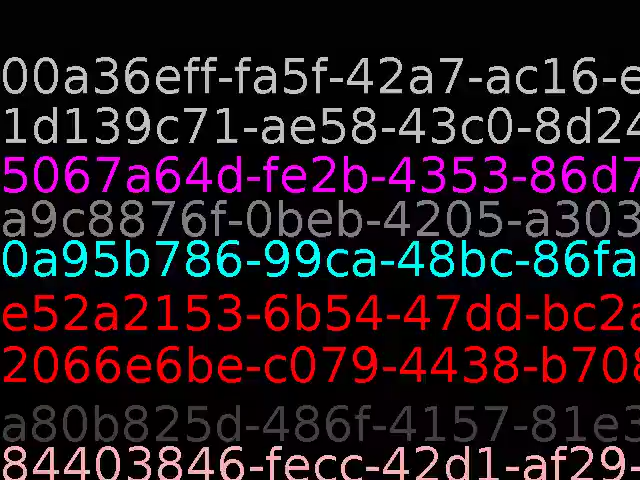 00a36eff-fa5f-42a7-ac16-e
1d139c71-ae58-43c0-8d24
5067a64d-fe2b-4353-86d7
a9c8876f-0beb-4205-a303
0a95b786-99ca-48bc-86fa
e52a2153-6b54-47dd-bc2a
2066e6be-c079-4438-b708
a80b825d-486f-4157-81e3
84403846-fecc-42d1-af29-